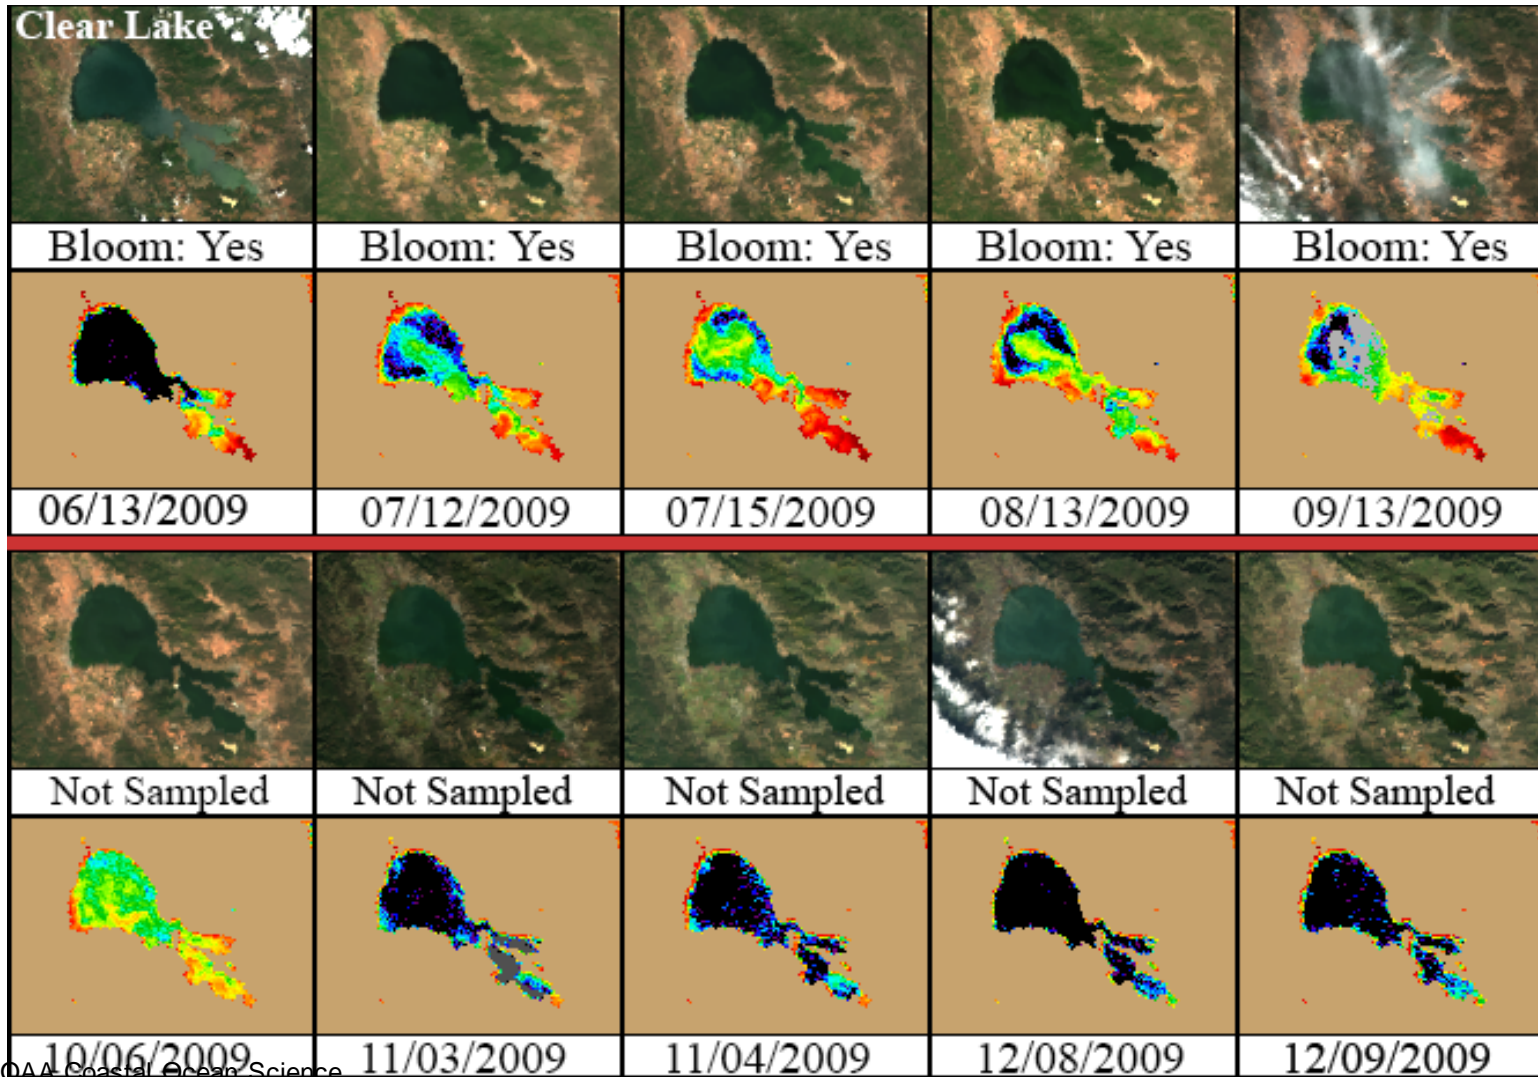 Clear Lake
Bloom: Yes Bloom: Yes Bloom: Yes Bloom: Yes Bloom: Yes
06/13/2009 07/12/2009 07/15/2009 08/13/2009 09/13/2009
Not Sampled Not Sampled Not Sampled Not Sampled Not Sampled
10/06/2009 11/03/2009 11/04/2009 12/08/2009 12/09/2009
OAA Coastal Ocean Science